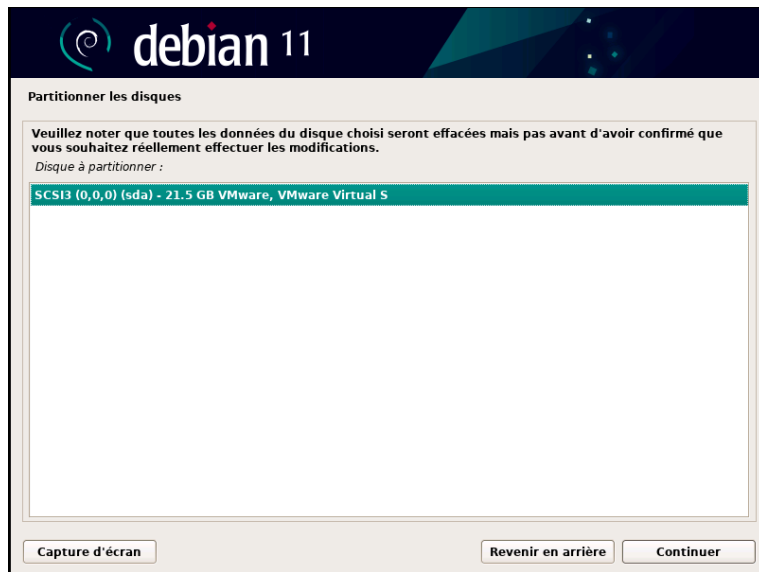 debian 11
Partitionner les disques
Veuillez noter que toutes les données du disque choisi seront effacées mais pas avant d'avoir confirmé que
vous souhaitez réellement effectuer les modifications.
Disque à partitionner :
SCSI3 (0,0,0) (sda) - 21.5 GB VMware, VMware Virtual S
Capture d'écran
Revenir en arrière
Continuer